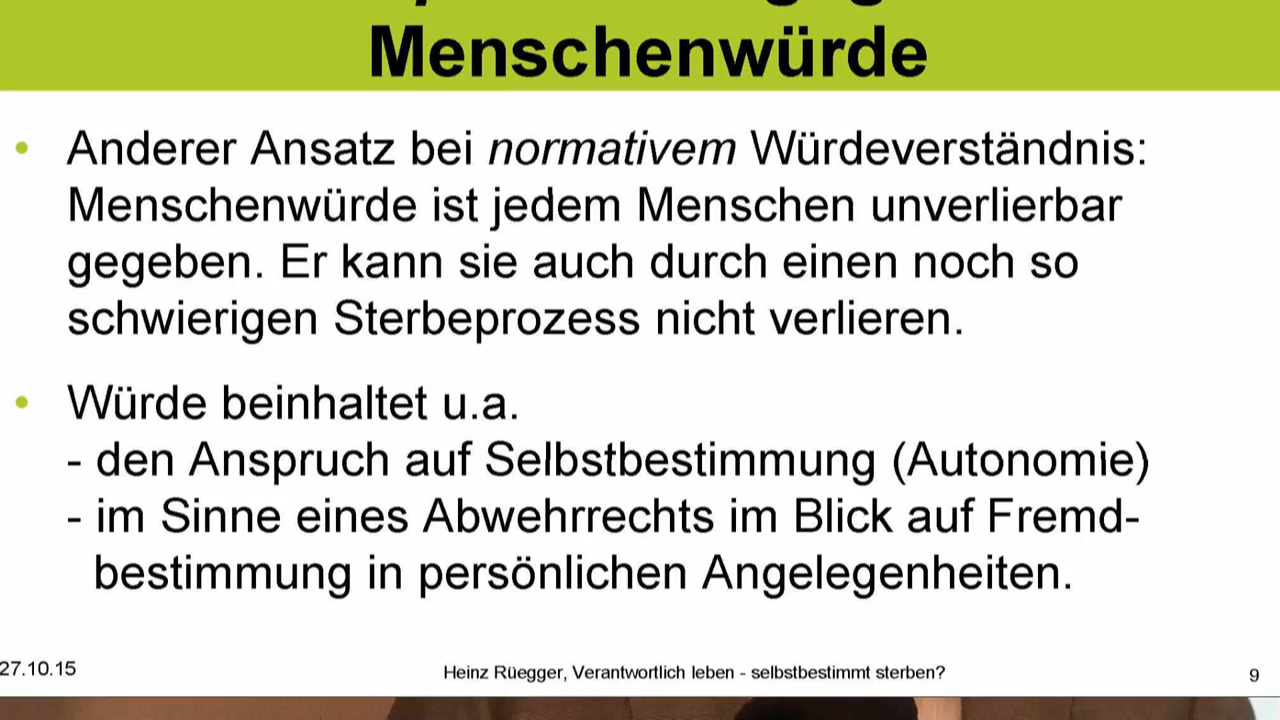 Menschenwürde
• Anderer Ansatz bei normativem Würdeverständnis:
Menschenwürde ist jedem Menschen unverlierbar
gegeben. Er kann sie auch durch einen noch so
schwierigen Sterbeprozess nicht verlieren.
• Würde beinhaltet u.a.
- den Anspruch auf Selbstbestimmung (Autonomie)
- im Sinne eines Abwehrrechts im Blick auf Fremd-
bestimmung in persönlichen Angelegenheiten.
27.10.15
Heinz Rüegger, Verantwortlich leben - selbstbestimmt sterben?
9